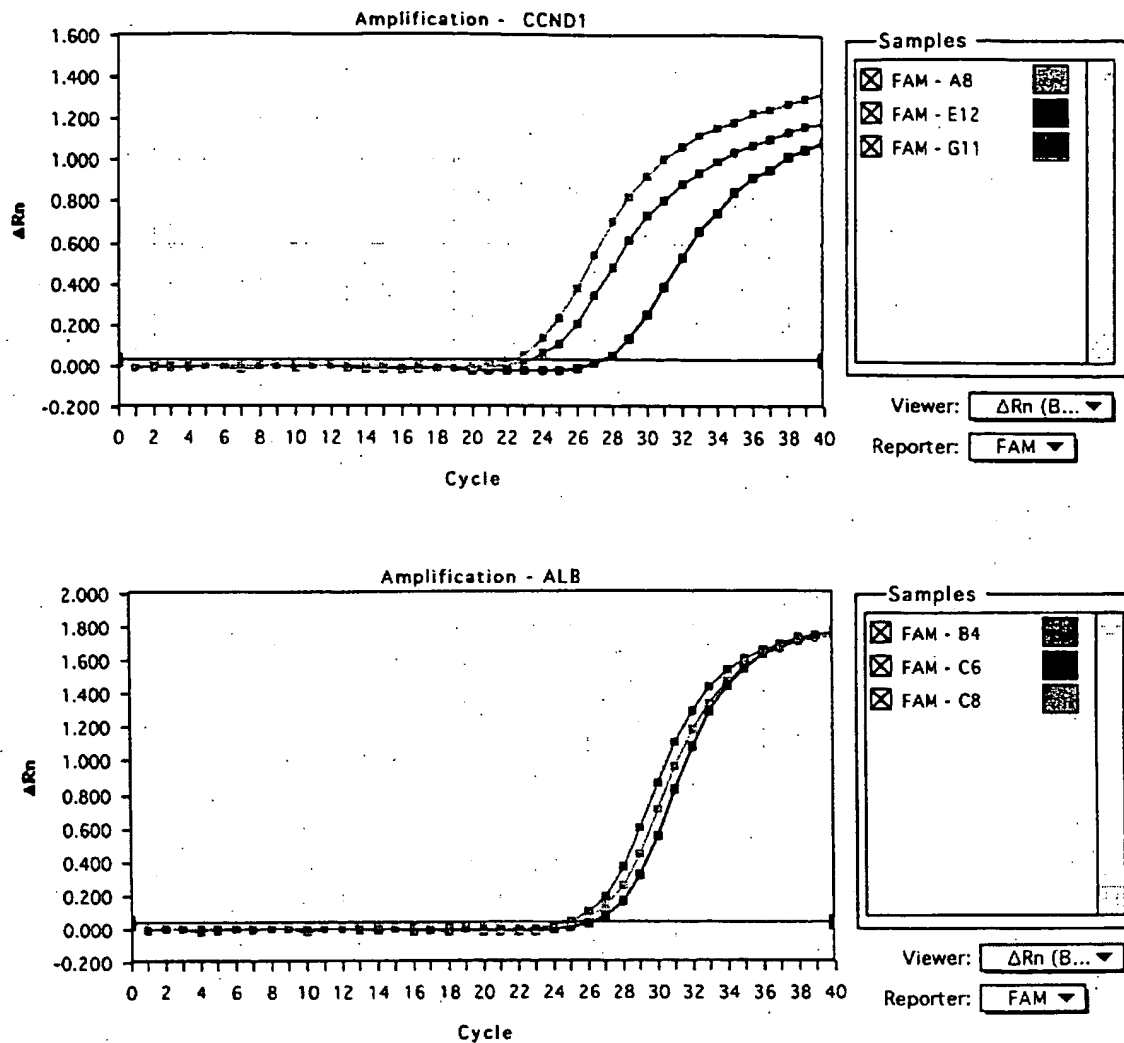 Amplification - CCND1
1.600
1.400
1.200
1.000
0.800
0.600
0.400
0.200
0.000
-0.200
ΔRn
0 2 4 6 8 10 12 14 16 18 20 22 24 26 28 30 32 34 36 38 40
Cycle
Samples
FAM - A8
FAM - E12
FAM - G11
Viewer: ΔRn (B...
Reporter: FAM
Amplification - ALB
2.000
1.800
1.600
1.400
1.200
1.000
0.800
0.600
0.400
0.200
0.000
-0.200
ΔRn
0 2 4 6 8 10 12 14 16 18 20 22 24 26 28 30 32 34 36 38 40
Cycle
Samples
FAM - B4
FAM - C6
FAM - C8
Viewer: ΔRn (B...
Reporter: FAM